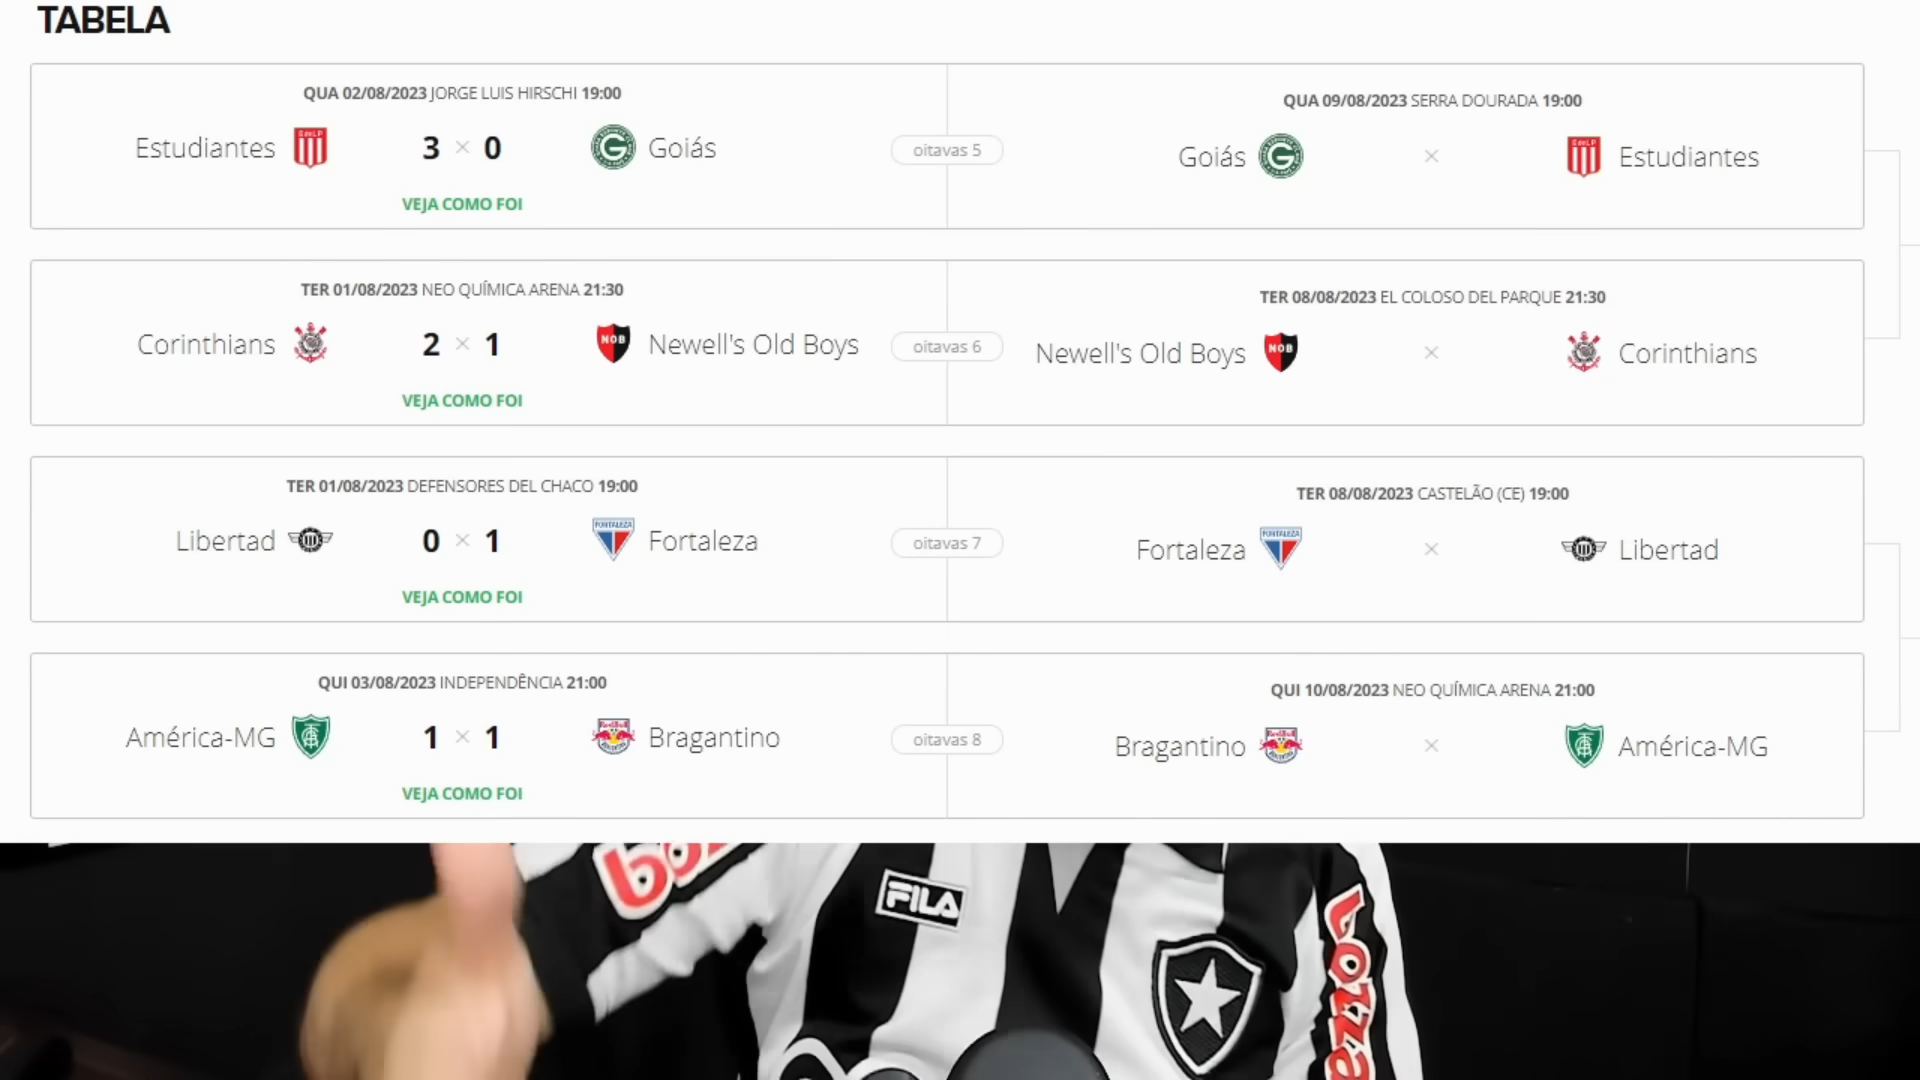 TABELA
QUA 02/08/2023 JORGE LUIS HIRSCHI 19:00
Estudiantes 3 × 0 Goiás
VEJA COMO FOI
oitavas 5
QUA 09/08/2023 SERRA DOURADA 19:00
Goiás × Estudiantes
TER 01/08/2023 NEO QUÍMICA ARENA 21:30
Corinthians 2 × 1 NOB Newell's Old Boys
VEJA COMO FOI
oitavas 6
TER 08/08/2023 EL COLOSO DEL PARQUE 21:30
Newell's Old Boys NOB × Corinthians
TER 01/08/2023 DEFENSORES DEL CHACO 19:00
Libertad 0 × 1 FORTALEZA Fortaleza
VEJA COMO FOI
oitavas 7
TER 08/08/2023 CASTELÃO (CE) 19:00
Fortaleza FORTALEZA × Libertad
QUI 03/08/2023 INDEPENDÊNCIA 21:00
América-MG 1 × 1 Bragantino
VEJA COMO FOI
oitavas 8
QUI 10/08/2023 NEO QUÍMICA ARENA 21:00
Bragantino × América-MG
FILA
bozza